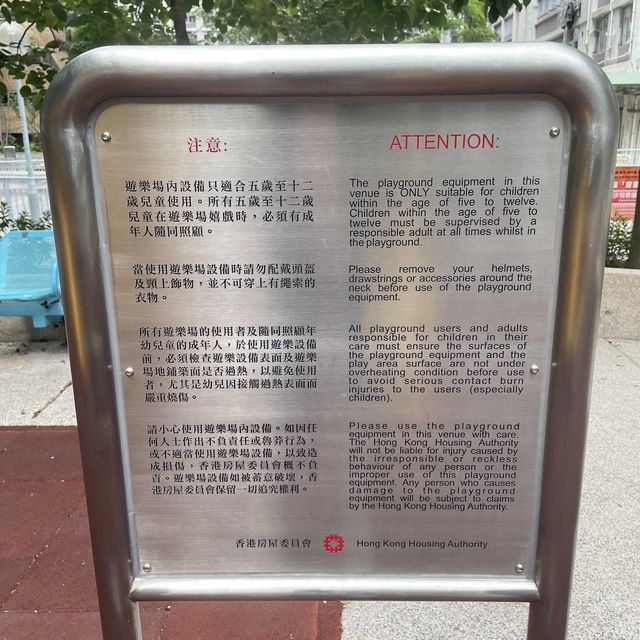 注意:
遊樂場內設備只適合五歲至十二
歲兒童使用。所有五歲至十二歲
兒童在遊樂場嬉戲時，必須有成
年人隨同照顧。
當使用遊樂場設備時請勿配戴頭盔
及頸上飾物，並不可穿上有繩索的
衣物。
所有遊樂場的使用者及隨同照顧年
幼兒童的成年人，於使用遊樂設備
前，必須檢查遊樂設備表面及遊樂
場地鋪築面是否過熱，以避免使用
者，尤其是幼兒因接觸過熱表面而
嚴重燒傷。
請小心使用遊樂場內設備。如因任
何人士作出不負責任或魯莽行為，
或不適當使用遊樂場設備，以致造
成損傷，香港房屋委員會概不負
責。遊樂場設備如被蓄意破壞，香
港房屋委員會保留一切追究權利。
香港房屋委員會
ATTENTION:
The playground equipment in this
venue is ONLY suitable for children
within the age of five to twelve.
Children within the age of five to
twelve must be supervised by a
responsible adult at all times whilst in
the playground.
Please remove your helmets,
drawstrings or accessories around the
neck before use of the playground
equipment.
All playground users and adults
responsible for children in their
care must ensure the surfaces of
the playground equipment and the
play area surface are not under
overheating condition before use
to avoid serious contact burn
injuries to the users (especially
children).
Please use the playground
equipment in this venue with care.
The Hong Kong Housing Authority
will not be liable for injury caused by
the irresponsible or reckless
behaviour of any person or the
improper use of this playground
equipment. Any person who causes
damage to the playground
equipment will be subject to claims
by the Hong Kong Housing Authority.
Hong Kong Housing Authority